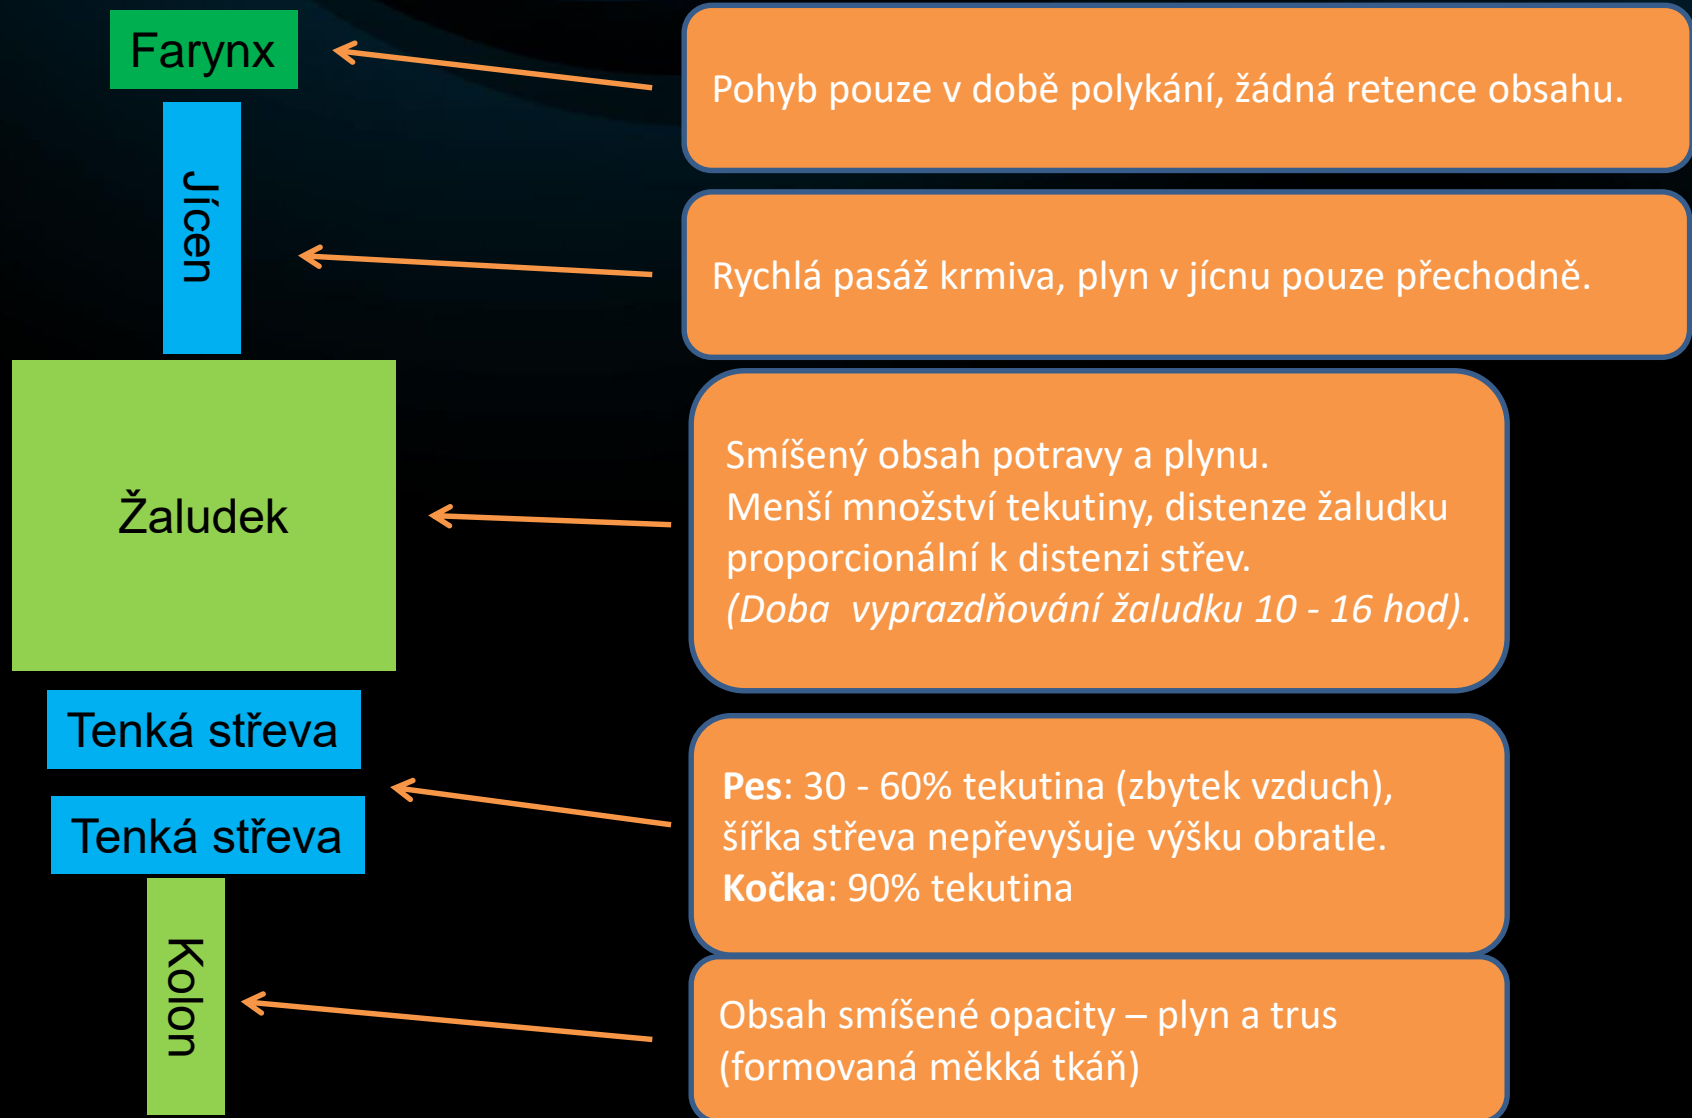 Farynx
Pohyb pouze v době polykání, žádná retence obsahu.
Jícen
Rychlá pasáž krmiva, plyn v jícnu pouze přechodně.
Žaludek
Smíšený obsah potravy a plynu.
Menší množství tekutiny, distenze žaludku
proporcionální k distenzi střev.
(Doba vyprazdňování žaludku 10 - 16 hod).
Tenká střeva
Tenká střeva
Pes: 30 - 60% tekutina (zbytek vzduch),
šířka střeva nepřevyšuje výšku obratle.
Kočka: 90% tekutina
Kolon
Obsah smíšené opacity – plyn a trus
(formovaná měkká tkáň)